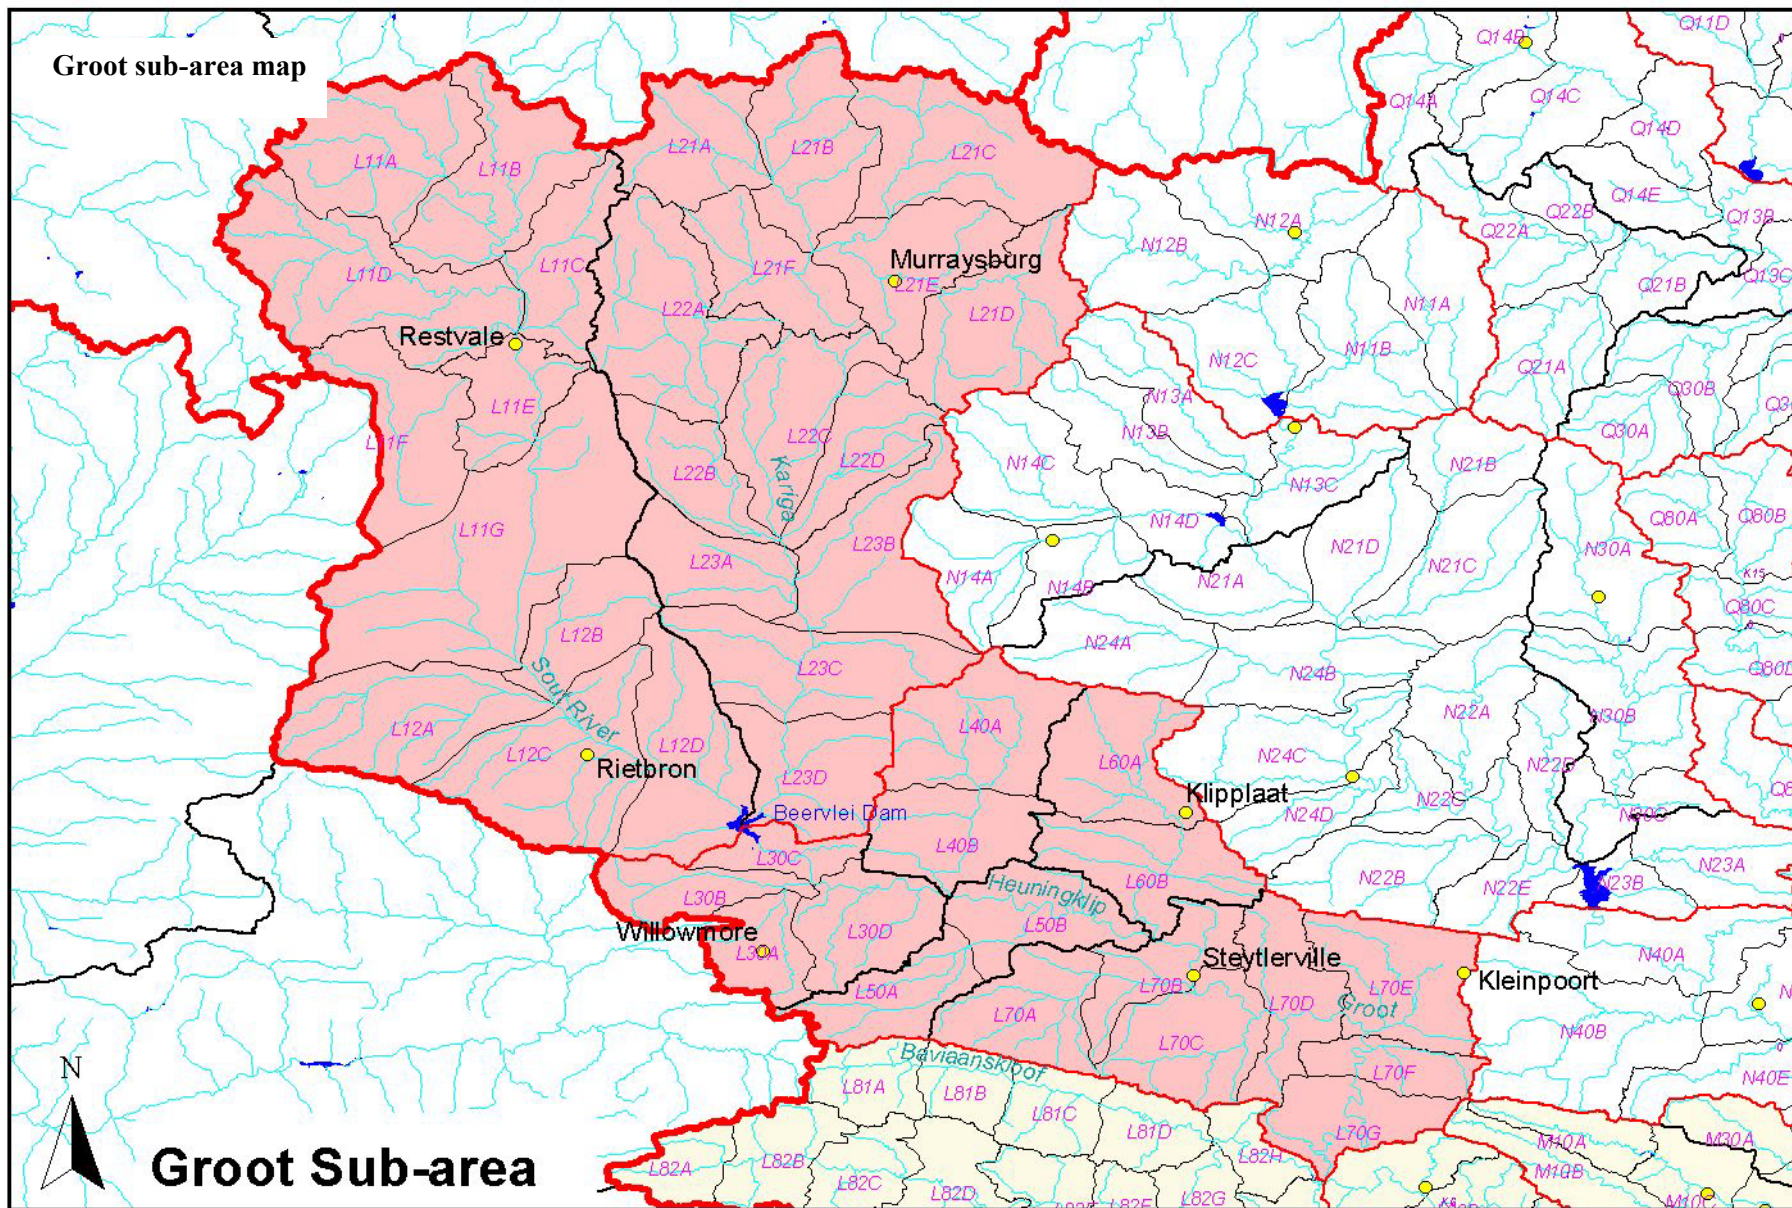 Groot sub-area map
Q14B
Q11D
Q14A
Q14C
Q14D
L11A
L11B
L21A
L21B
L21C
Q14E
Q22B
Q13B
N12A
N12B
Q22A
L11D
L11C
L21F
Murraysburg
L21E
Q21B
Q13C
L22A
L21D
N11A
Restvale
N12C
N11B
Q21A
L11E
N13A
Q30B
L11F
L22C
N13B
Q30A
L22B
L22D
N14C
N21B
Kariga
N13C
L11G
N14D
Q80A
Q80B
L23A
L23B
N21D
N30A
N14A
N14B
N21A
N21C
K15
Q80C
L12B
L23C
N24A
N24B
Q80D
Sout River
L12A
L12C
L12D
L40A
N22A
N30B
Rietbron
L23D
L60A
N24C
N22D
Klipplaat
Beervlei Dam
N24D
N22C
N30C
L30C
L40B
L60B
N22B
N22E
N23B
N23A
L30B
Heuningklip
Willowmore
L30A
L30D
L50B
Steytlerville
N40A
L50A
L70B
L70D
L70E
Kleinpoort
L70A
Groot
L70C
N40B
Baviaanskloof
L70F
N40E
N
L81A
L81B
L81C
L81D
L70G
M10A
M30A
Groot Sub-area
L82A
L82B
L82C
L82D
L82H
L82G
M10B
M10C